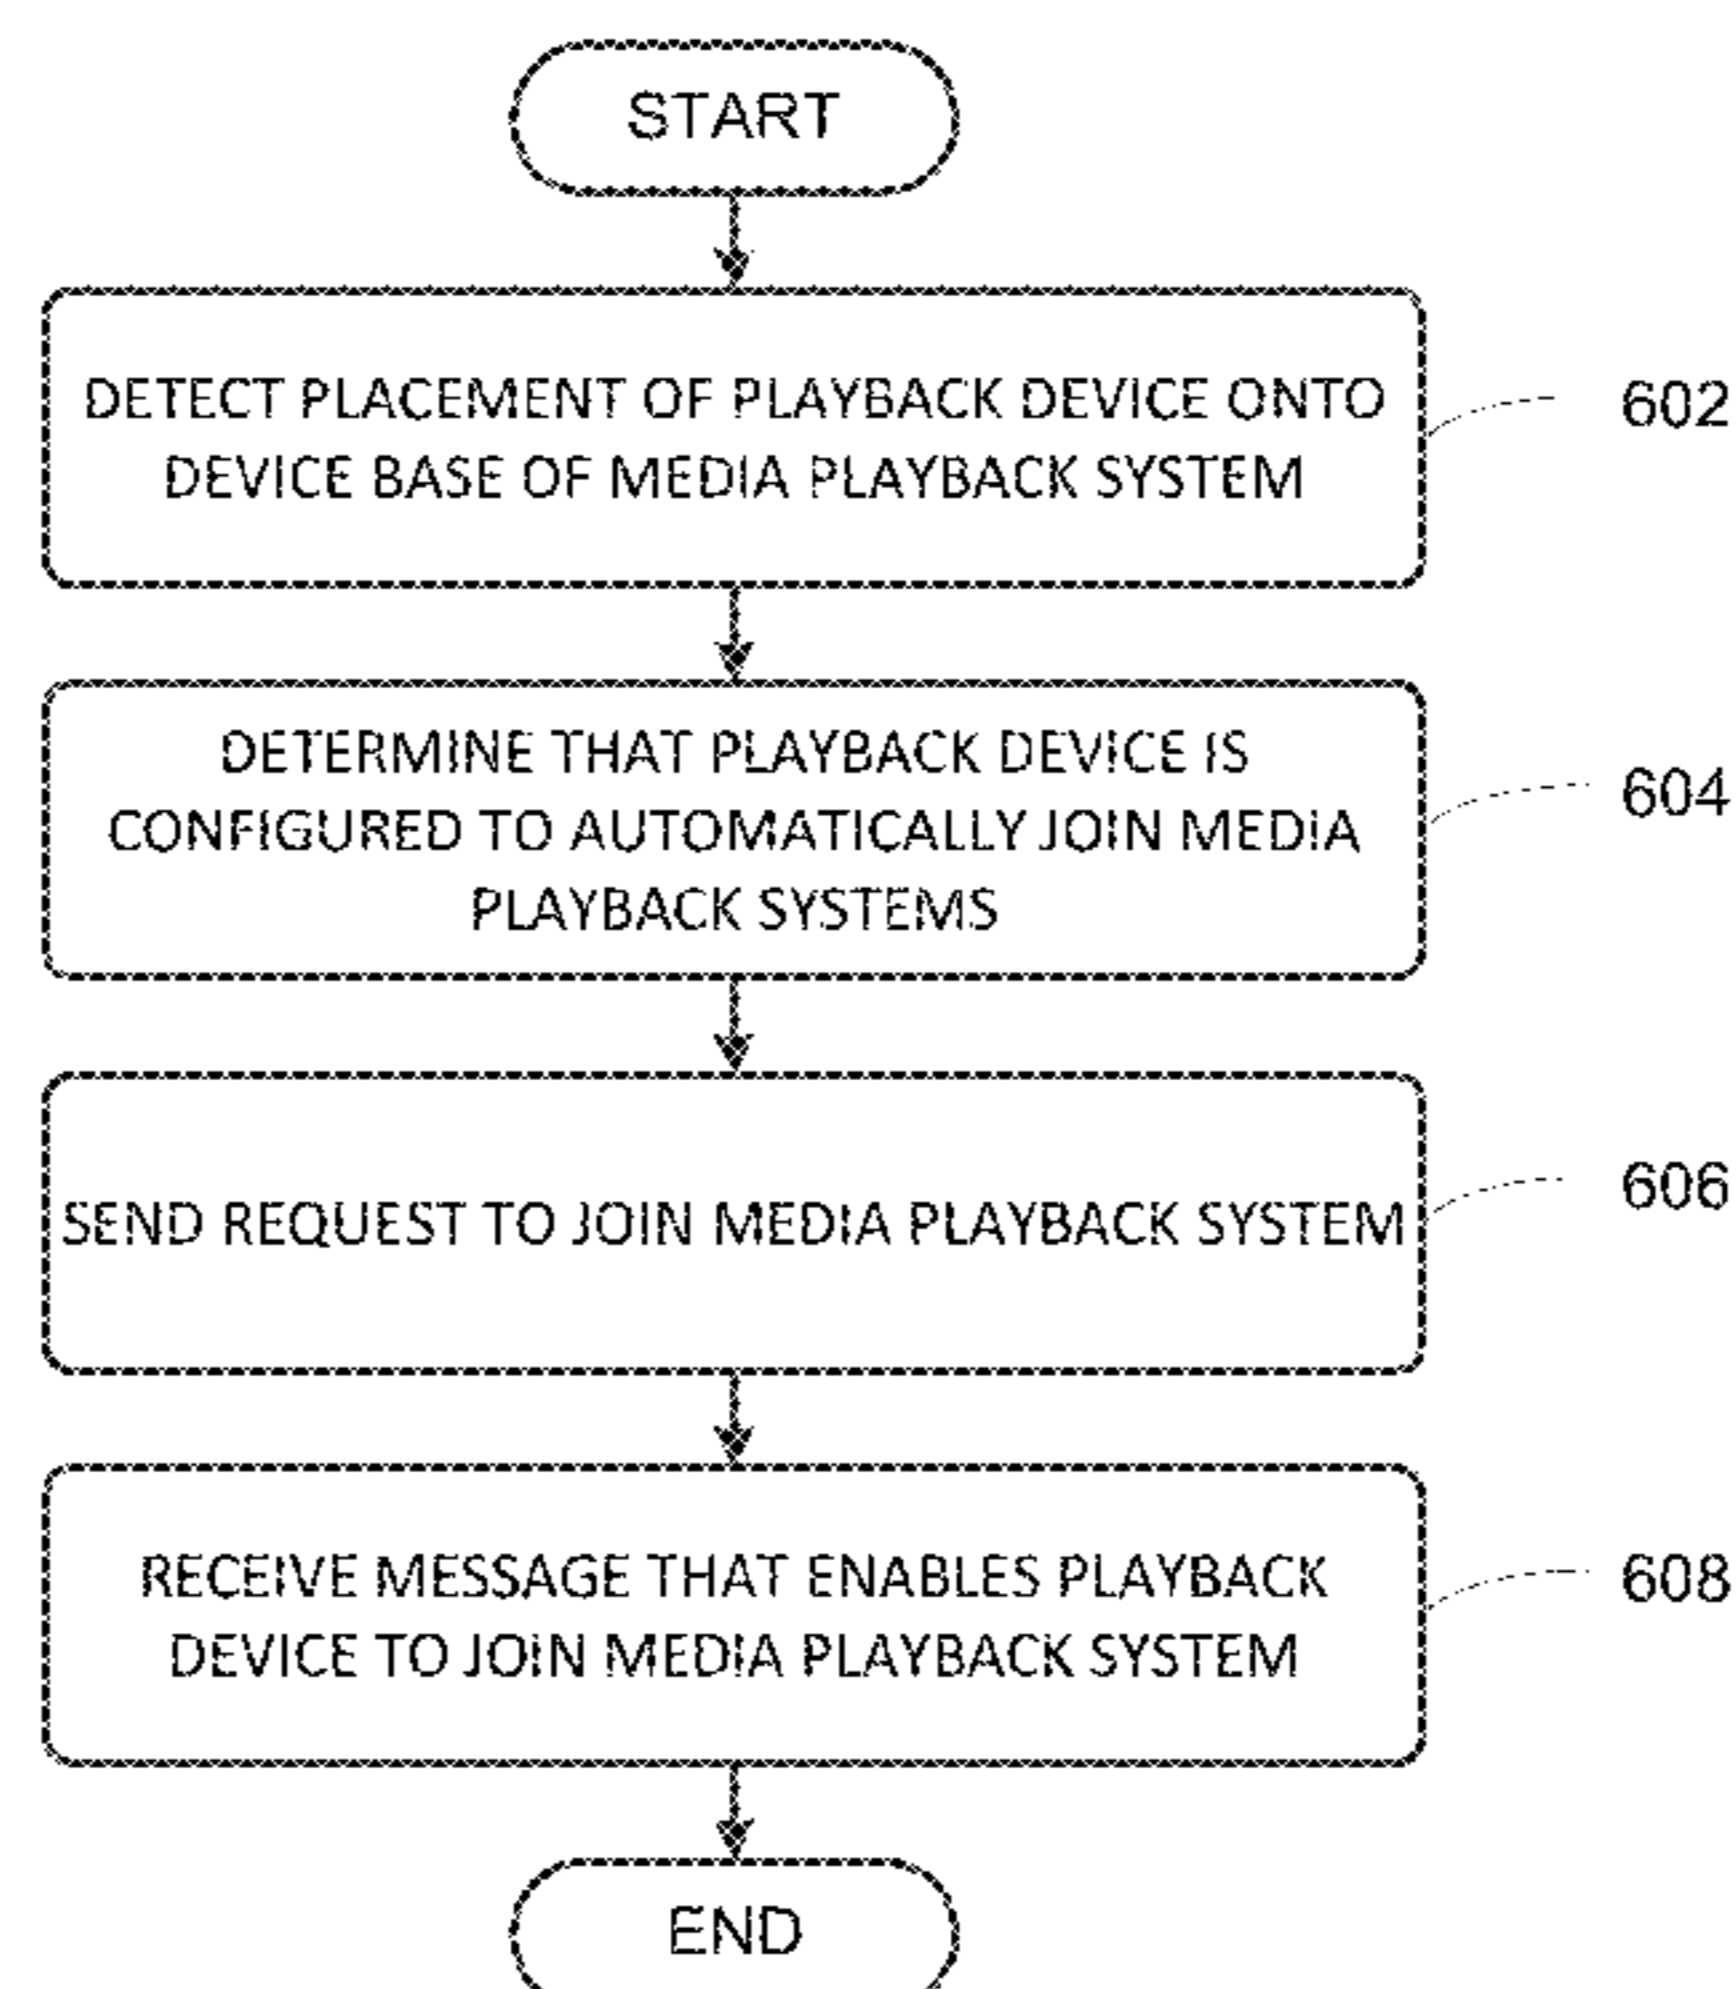 START
DETECT PLACEMENT OF PLAYBACK DEVICE ONTO
DEVICE BASE OF MEDIA PLAYBACK SYSTEM
602
DETERMINE THAT PLAYBACK DEVICE IS
CONFIGURED TO AUTOMATICALLY JOIN MEDIA
PLAYBACK SYSTEMS
604
SEND REQUEST TO JOIN MEDIA PLAYBACK SYSTEM
606
RECEIVE MESSAGE THAT ENABLES PLAYBACK
DEVICE TO JOIN MEDIA PLAYBACK SYSTEM
608
END